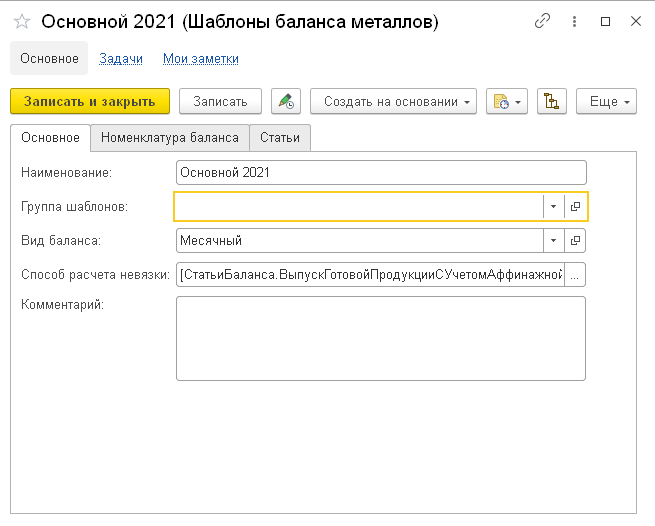 Основной 2021 (Шаблоны баланса металлов)
Основное Задачи Мои заметки
Записать и закрыть Записать Создать на основании Еще
Основное Номенклатура баланса Статьи
Наименование: Основной 2021
Группа шаблонов:
Вид баланса: Месячный
Способ расчета невязки: [СтатьиБаланса.ВыпускГотовойПродукцииСУчетомАффинажной ...
Комментарий: